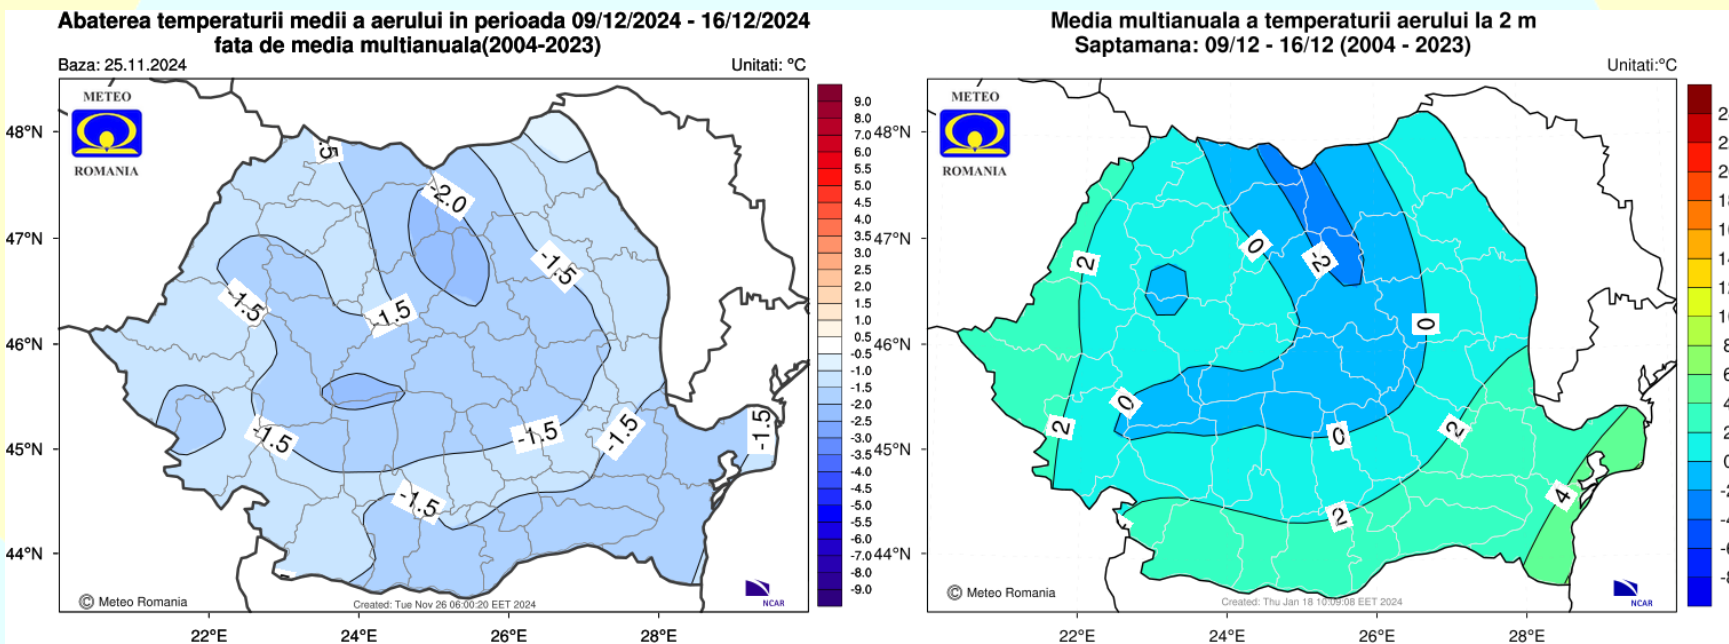 Abaterea temperaturii medii a aerului in perioada 09/12/2024 - 16/12/2024
fata de media multianuala(2004-2023)
Baza: 25.11.2024
Unitati: °C
METEO
ROMANIA
48°N
47°N
46°N
45°N
44°N
.5
-2.0
-1.5
-1.5
-1.5
-1.5
-1.5
-1.5
-1.5
-1.5
9.0
8.0
7.0
6.0
5.5
5.0
4.5
4.0
3.5
3.0
2.5
2.0
1.5
1.0
0.5
-0.5
-1.0
-1.5
-2.0
-2.5
-3.0
-3.5
-4.0
-4.5
-5.0
-5.5
-6.0
-7.0
-8.0
-9.0
© Meteo Romania
Created: Tue Nov 26 06:00:20 EET 2024
NCAR
22°E
24°E
26°E
28°E
Media multianuala a temperaturii aerului la 2 m
Saptamana: 09/12 - 16/12 (2004 - 2023)
Unitati:°C
METEO
ROMANIA
48°N
47°N
46°N
45°N
44°N
2
0
-2
0
0
2
0
2
2
4
8
6
4
2
0
-2
© Meteo Romania
Created: Thu Jan 18 10:09:08 EET 2024
NCAR
22°E
24°E
26°E
28°E